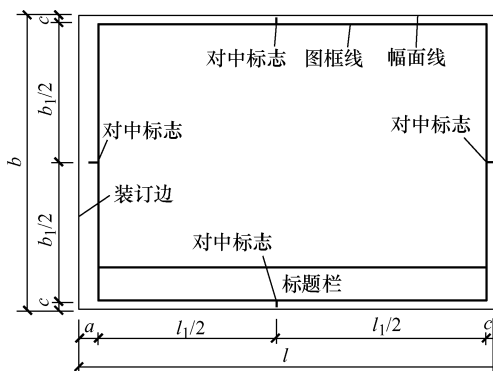 c
对中标志 图框线 幅面线
b₁/2
对中标志 对中标志
b
装订边
b₁/2
对中标志
标题栏
c
a l₁/2 l₁/2 c
l